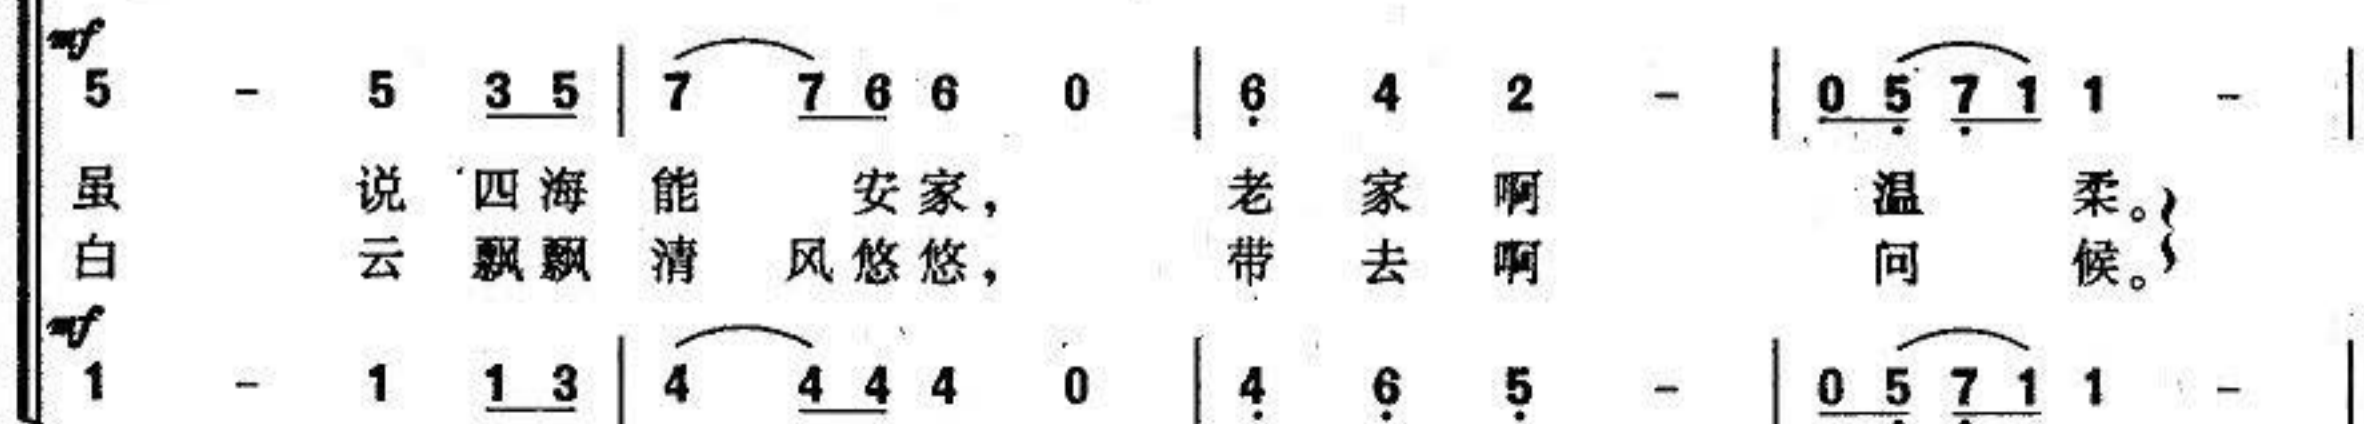 mf
5 - 5 3 5 | 7 7 6 6 0 | 6 4 2 - | 0 5 7 1 1 - |
虽 说 四 海 能 安 家， 老 家 啊 温 柔。
白 云 飘 飘 清 风 悠 悠， 带 去 啊 问 候。
mf
1 - 1 1 3 | 4 4 4 4 0 | 4 6 5 - | 0 5 7 1 1 - |